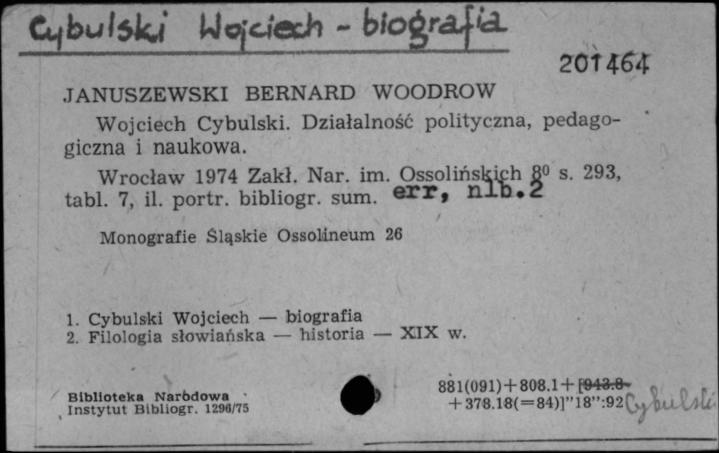 Cybulski Wojciech - biografia
201464
JANUSZEWSKI BERNARD WOODROW
Wojciech Cybulski. Działalność polityczna, pedago-
giczna i naukowa.
Wrocław 1974 Zakł. Nar. im. Ossolińskich 8⁰ s. 293,
tabl. 7, il. portr. bibliogr. sum. err, nlb.2
Monografie Śląskie Ossolineum 26
1. Cybulski Wojciech — biografia
2. Filologia słowiańska — historia — XIX w.
Biblioteka Narodowa
Instytut Bibliogr. 1296/75
881(091)+808.1+[943.8-
+378.18(=84)]"18":92 Cybulski